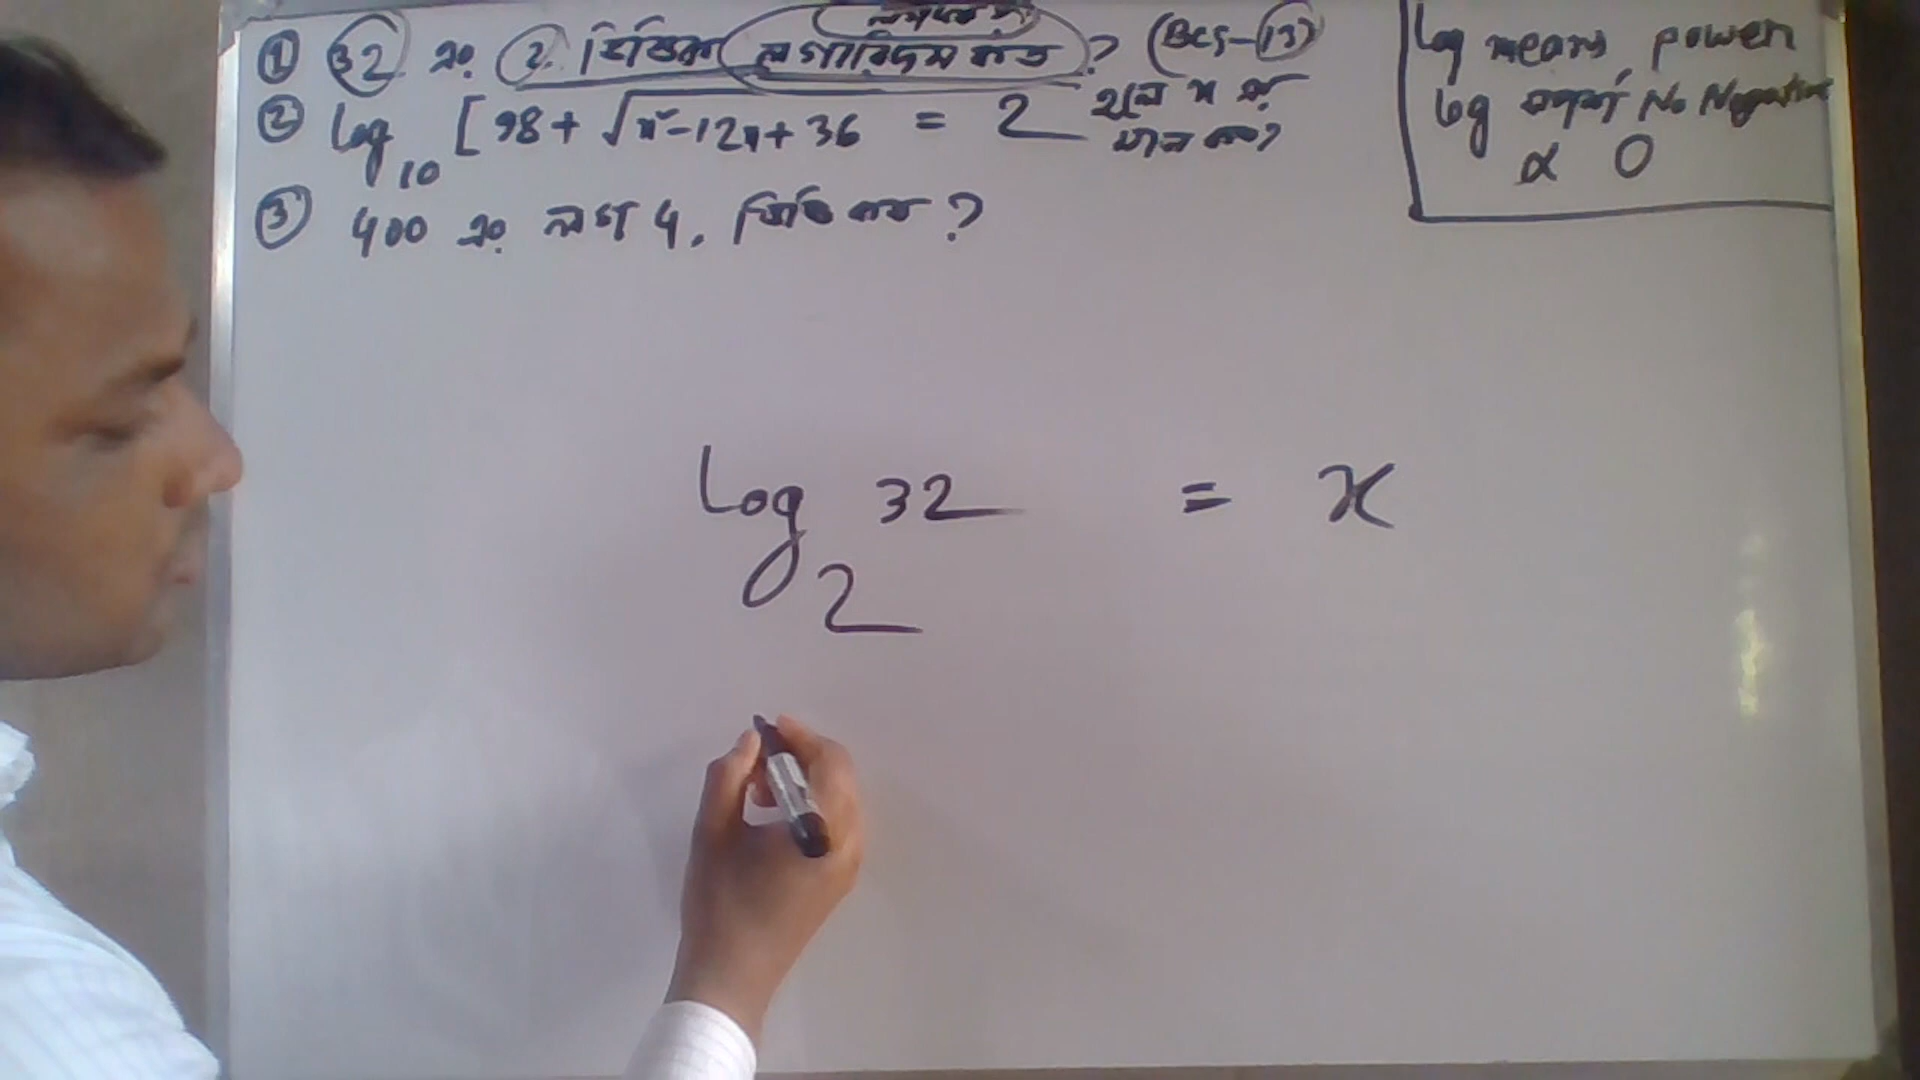 ① 32 এর 2 ভিত্তিক লগারিদম কত ? (BCS-13)
② log₁₀ [98 + √x²-12x+36 = 2 হলে x এর মান কত?
③ 400 এর লগ 4, ভিত্তি কত ?
log means power
log No Negative
0
log₂ 32 = x